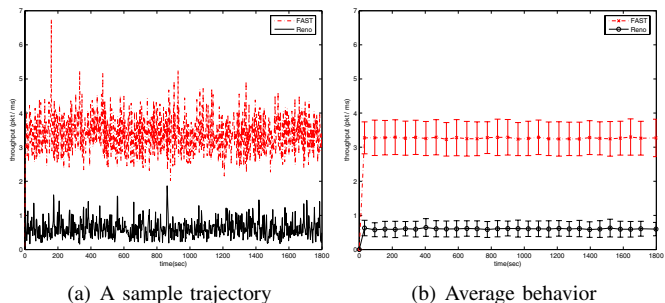 FAST
Reno
7
6
5
4
3
2
1
0
throughput (pkt / ms)
0 200 400 600 800 1000 1200 1400 1600 1800
time(sec)
(a) A sample trajectory
FAST
Reno
7
6
5
4
3
2
1
0
throughput (pkt / ms)
0 200 400 600 800 1000 1200 1400 1600 1800
time(sec)
(b) Average behavior